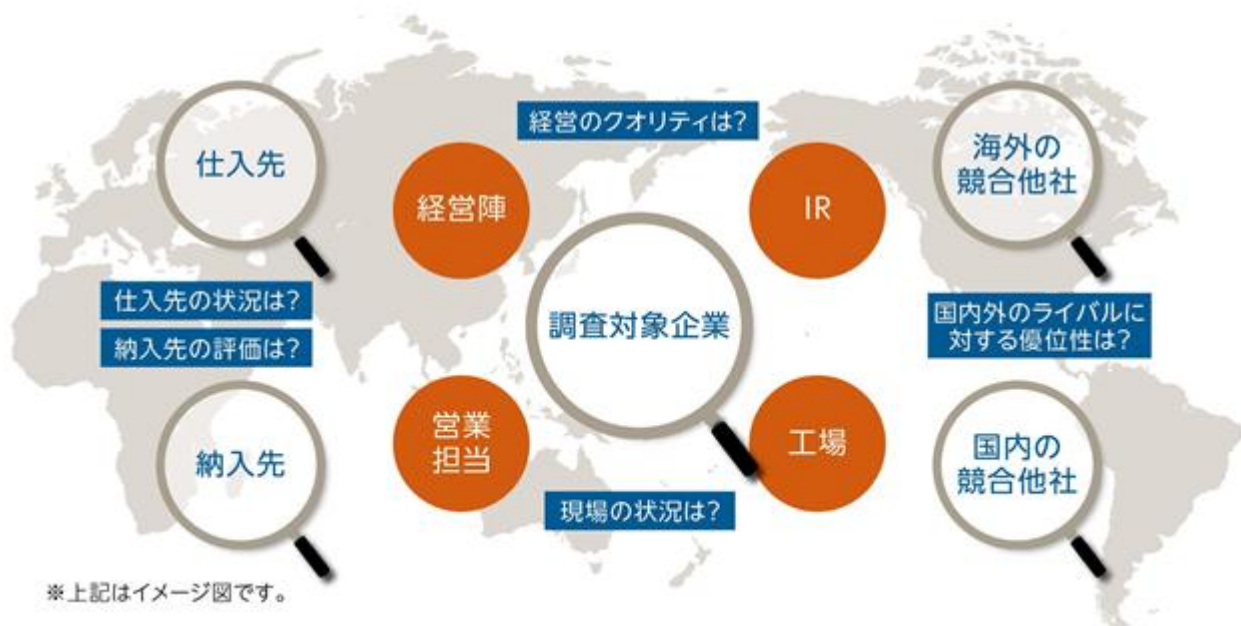 経営のクオリティは?
仕入先
経営陣
IR
海外の
競合他社
仕入先の状況は?
納入先の評価は?
調査対象企業
国内外のライバルに
対する優位性は?
納入先
営業
担当
工場
国内の
競合他社
現場の状況は?
※上記はイメージ図です。